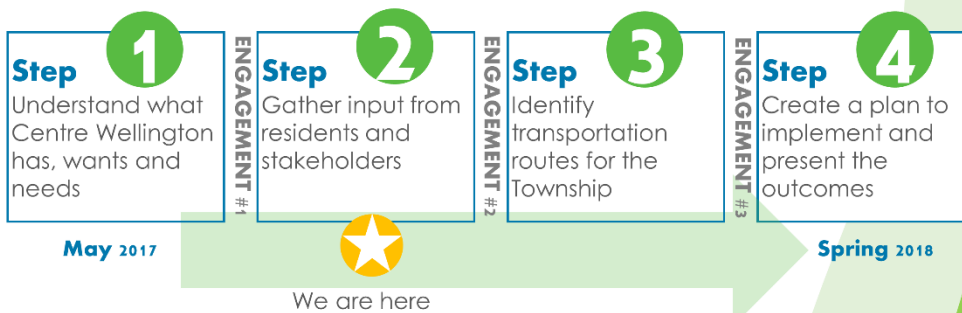 1
Step
Understand what
Centre Wellington
has, wants and
needs
ENGAGEMENT #1
2
Step
Gather input from
residents and
stakeholders
ENGAGEMENT #2
3
Step
Identify
transportation
routes for the
Township
ENGAGEMENT #3
4
Step
Create a plan to
implement and
present the
outcomes
May 2017
Spring 2018
We are here